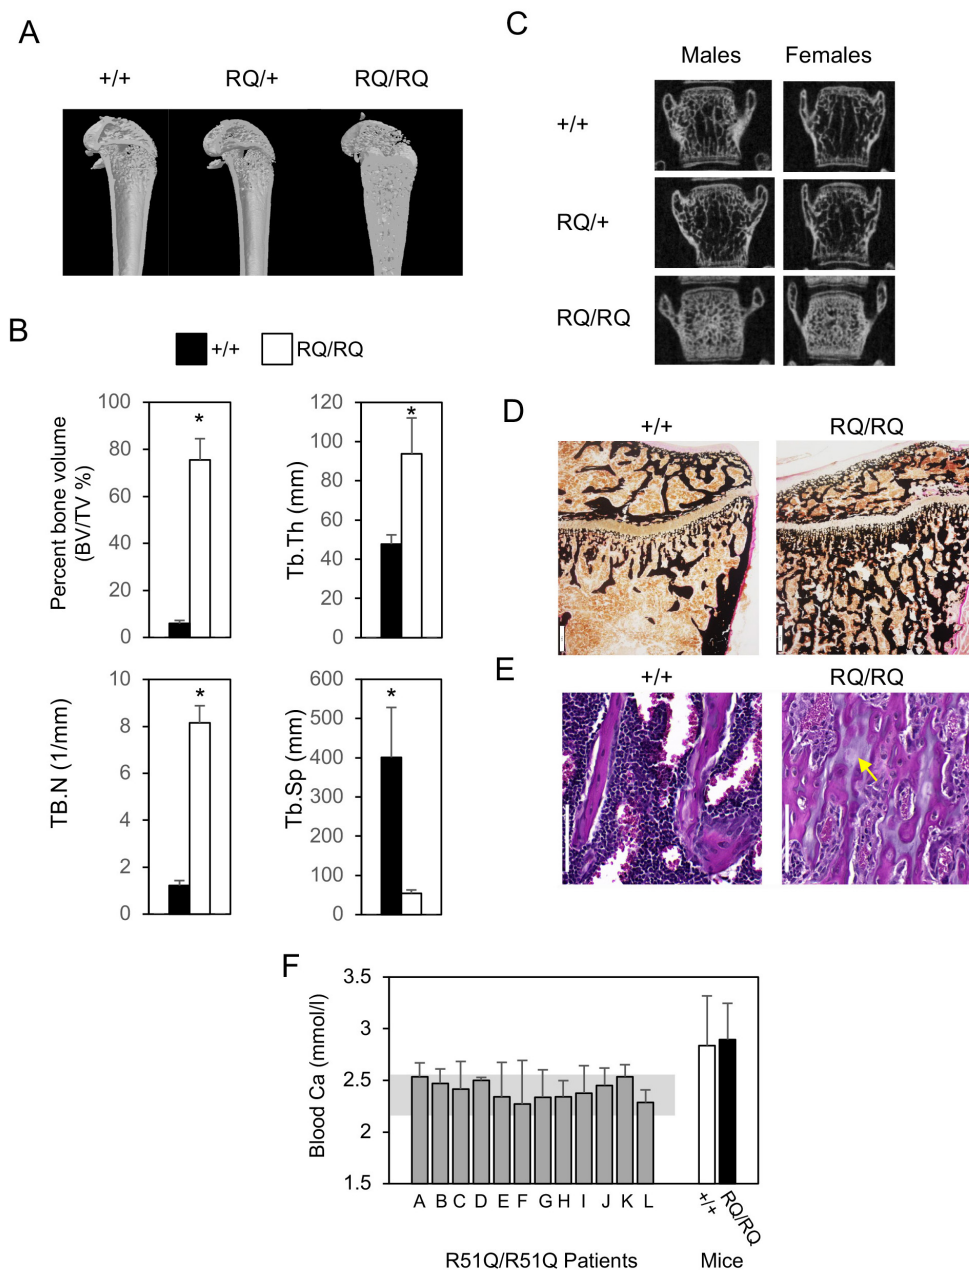 A
+/+ RQ/+ RQ/RQ
B
+/+ RQ/RQ
Percent bone volume
(BV/TV %)
100
80
60
40
20
0
*
Tb.Th (mm)
120
100
80
60
40
20
0
*
TB.N (1/mm)
10
8
6
4
2
0
*
Tb.Sp (mm)
600
500
400
300
200
100
0
*
C
Males Females
+/+
RQ/+
RQ/RQ
D
+/+ RQ/RQ
E
+/+ RQ/RQ
F
Blood Ca (mmol/l)
3.5
3
2.5
2
1.5
A B C D E F G H I J K L
+/+ RQ/RQ
R51Q/R51Q Patients Mice